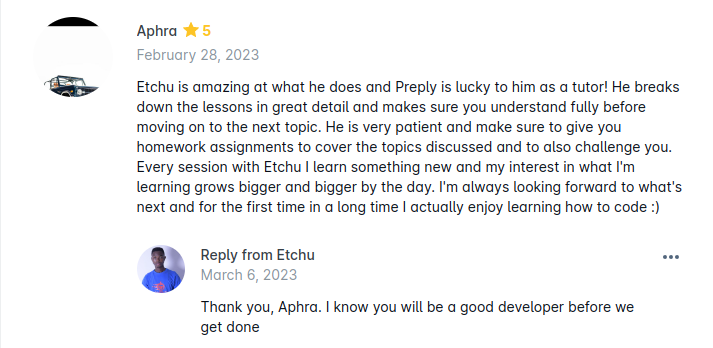 Aphra ⭐ 5
February 28, 2023
Etchu is amazing at what he does and Preply is lucky to him as a tutor! He breaks
down the lessons in great detail and makes sure you understand fully before
moving on to the next topic. He is very patient and make sure to give you
homework assignments to cover the topics discussed and to also challenge you.
Every session with Etchu I learn something new and my interest in what I'm
learning grows bigger and bigger by the day. I'm always looking forward to what's
next and for the first time in a long time I actually enjoy learning how to code :)
Reply from Etchu
March 6, 2023
Thank you, Aphra. I know you will be a good developer before we
get done